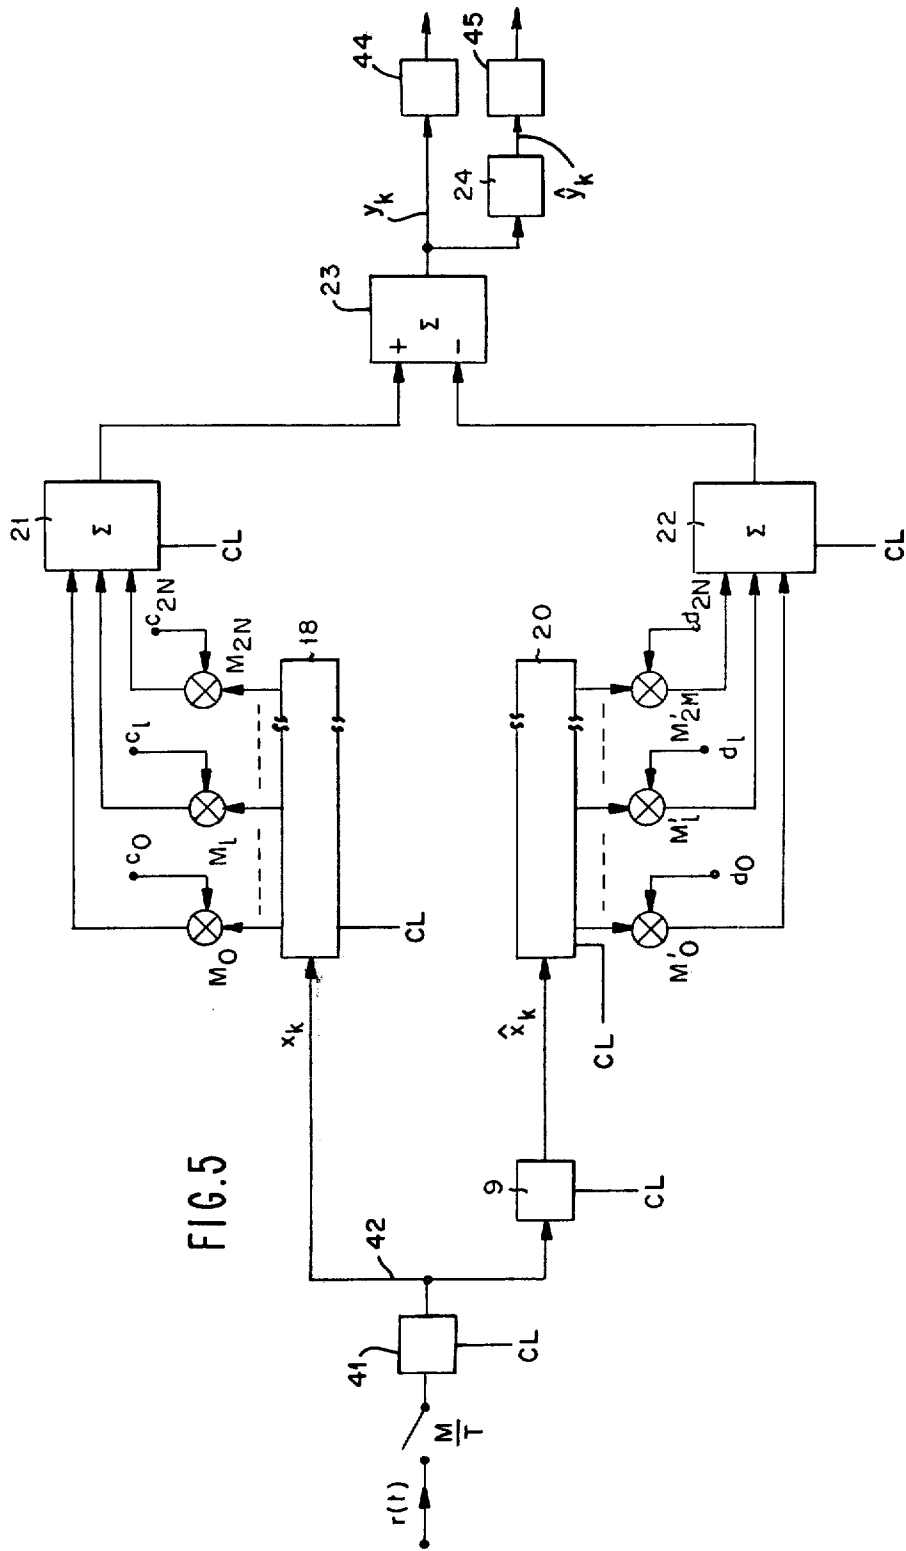 FIG.5
r(t)
M/T
41
CL
42
x_k
9
CL
x̂_k
18
CL
M_0
c_0
M_1
c_1
M_2N
c_2N
21
Σ
CL
20
CL
M'_0
d_0
M'_1
d_1
M'_2M
d_2N
22
Σ
CL
23
Σ
+
-
y_k
44
24
ŷ_k
45